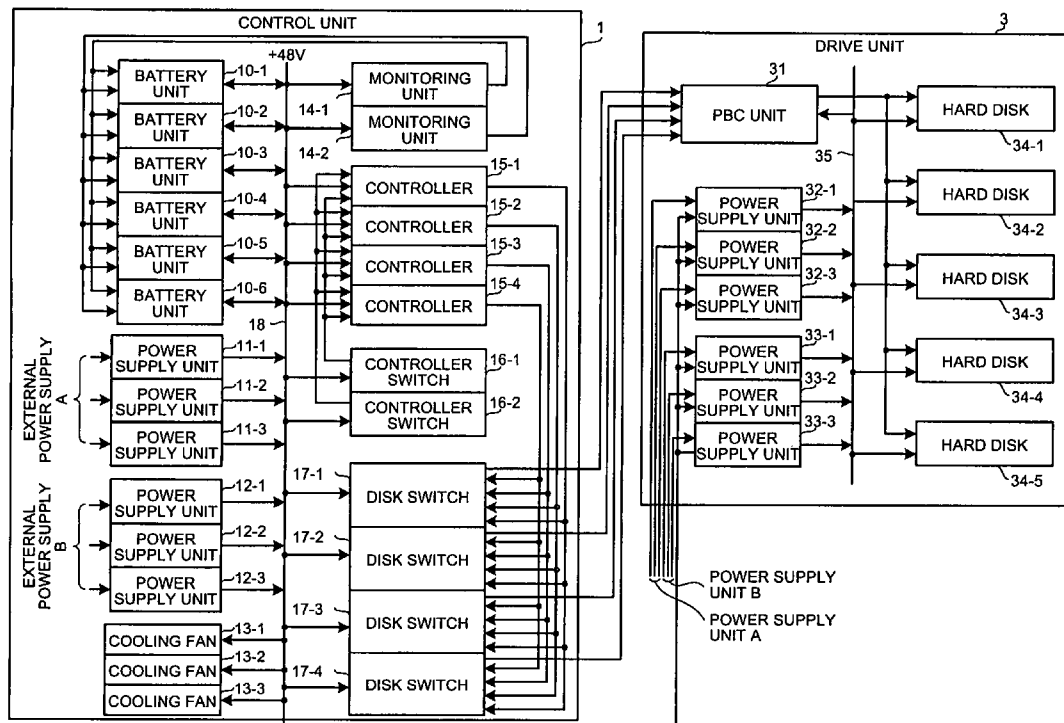 CONTROL UNIT
1
+48V
BATTERY
UNIT
10-1
BATTERY
UNIT
10-2
BATTERY
UNIT
10-3
BATTERY
UNIT
10-4
BATTERY
UNIT
10-5
BATTERY
UNIT
10-6
18
EXTERNAL
POWER SUPPLY
A
POWER
SUPPLY UNIT
11-1
POWER
SUPPLY UNIT
11-2
POWER
SUPPLY UNIT
11-3
EXTERNAL
POWER SUPPLY
B
POWER
SUPPLY UNIT
12-1
POWER
SUPPLY UNIT
12-2
POWER
SUPPLY UNIT
12-3
COOLING FAN
13-1
COOLING FAN
13-2
COOLING FAN
13-3
MONITORING
UNIT
14-1
MONITORING
UNIT
14-2
CONTROLLER
15-1
CONTROLLER
15-2
CONTROLLER
15-3
CONTROLLER
15-4
CONTROLLER
SWITCH
16-1
CONTROLLER
SWITCH
16-2
17-1
DISK SWITCH
17-2
DISK SWITCH
17-3
DISK SWITCH
17-4
DISK SWITCH
3
DRIVE UNIT
31
PBC UNIT
35
HARD DISK
34-1
HARD DISK
34-2
HARD DISK
34-3
HARD DISK
34-4
HARD DISK
34-5
POWER
SUPPLY UNIT
32-1
POWER
SUPPLY UNIT
32-2
POWER
SUPPLY UNIT
32-3
POWER
SUPPLY UNIT
33-1
POWER
SUPPLY UNIT
33-2
POWER
SUPPLY UNIT
33-3
POWER SUPPLY
UNIT B
POWER SUPPLY
UNIT A